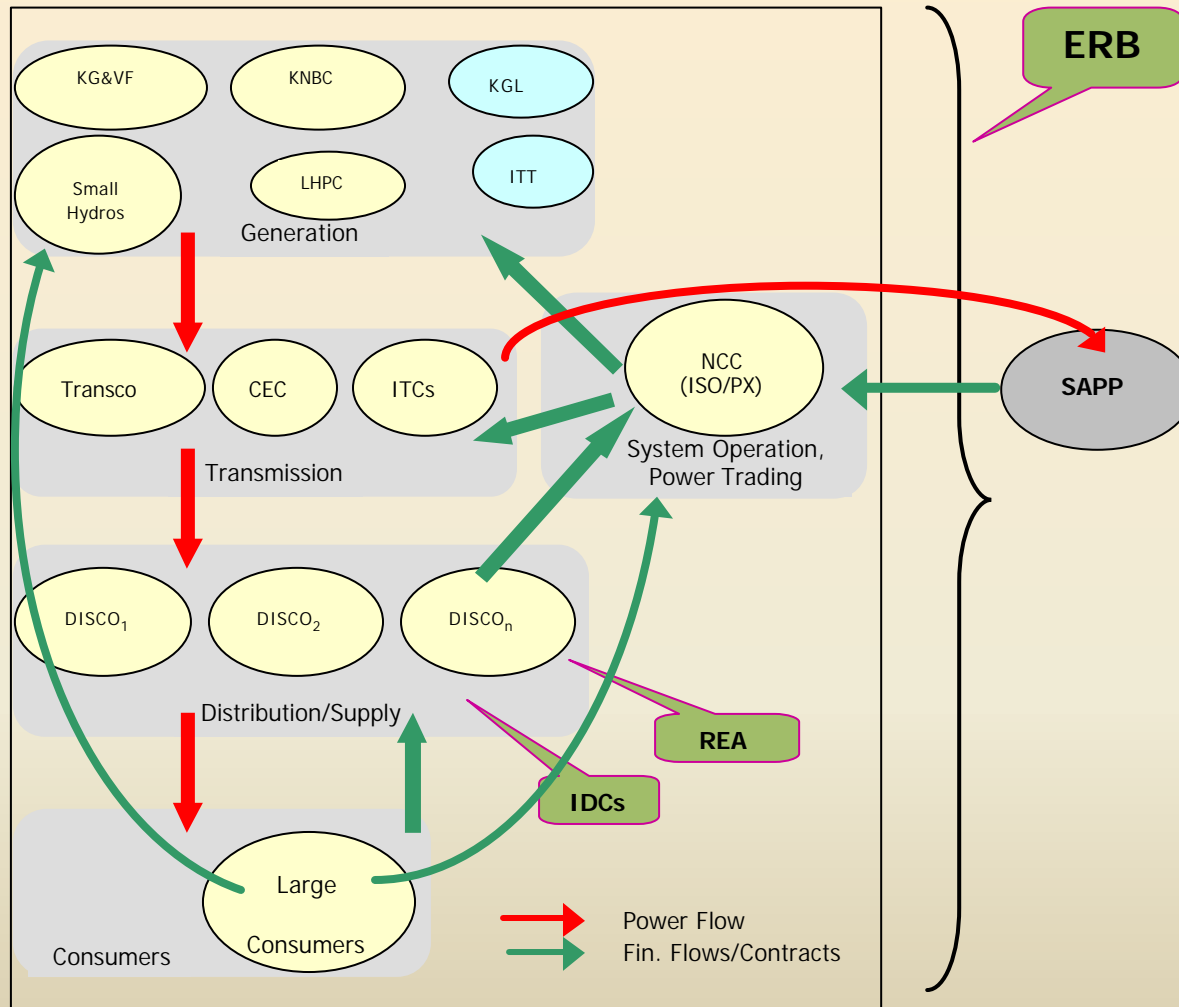 ERB
KG&VF
KNBC
KGL
Small
Hydros
LHPC
ITT
Generation
Transco
CEC
ITCs
NCC
(ISO/PX)
SAPP
System Operation,
Power Trading
Transmission
DISCO₁
DISCO₂
DISCOₙ
Distribution/Supply
REA
IDCs
Large
Consumers
Consumers
Power Flow
Fin. Flows/Contracts